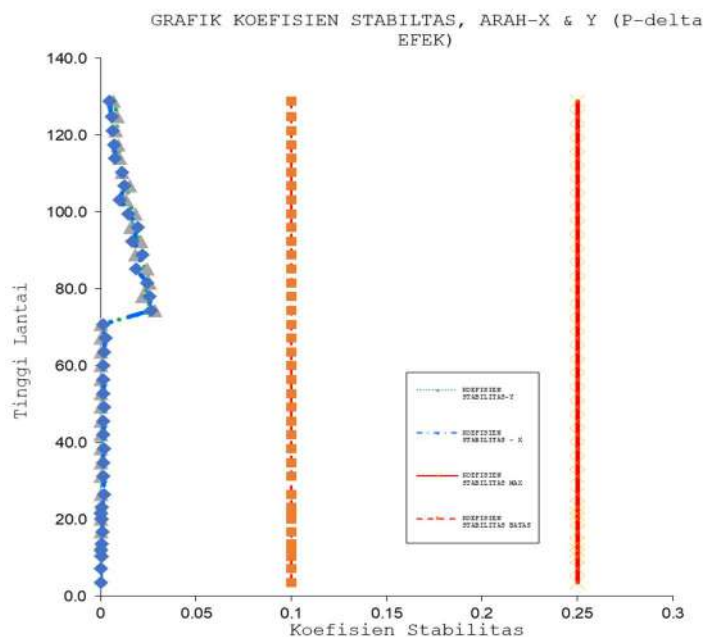 GRAFIK KOEFISIEN STABILTAS, ARAH-X & Y (P-delta
EFEK)
140.0
120.0
100.0
80.0
60.0
40.0
20.0
0.0
Tinggi Lantai
KOEFISIEN
STABILITAS-Y
KOEFISIEN
STABILITAS - X
KOEFISIEN
STABILITAS MAX
KOEFISIEN
STABILITAS BATAS
0 0.05 0.1 0.15 0.2 0.25 0.3
Koefisien Stabilitas